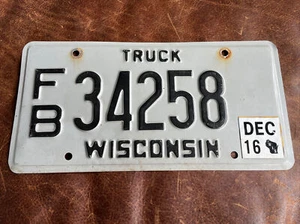 TRUCK
FB 34258
DEC
16
WISCONSIN